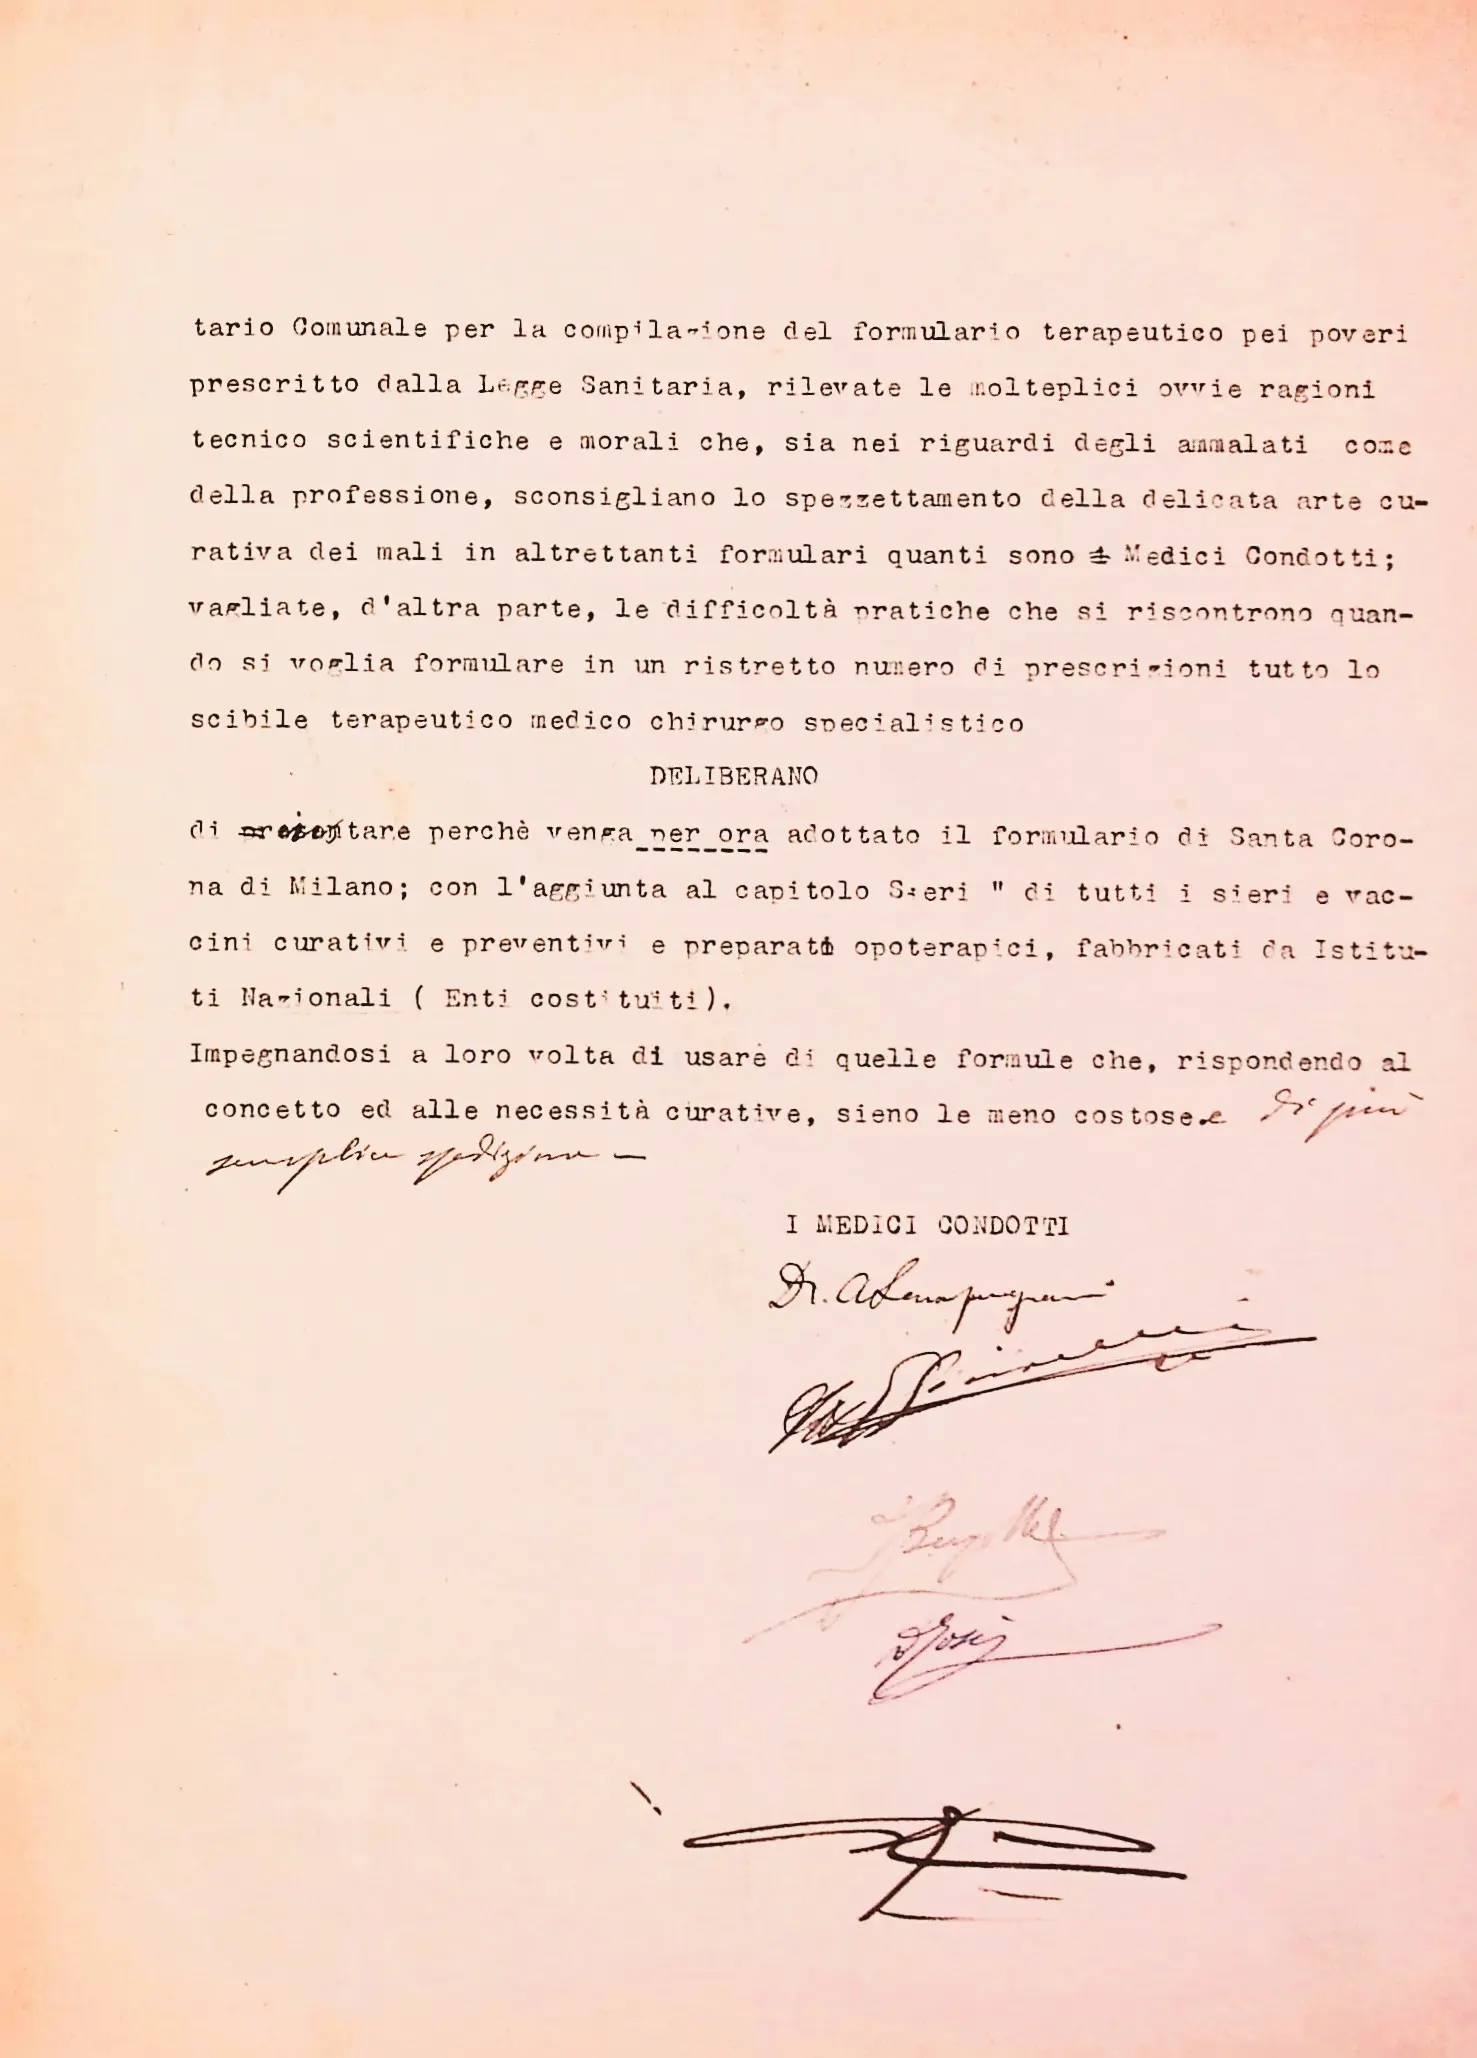 tario Comunale per la compilazione del formulario terapeutico pei poveri
prescritto dalla Legge Sanitaria, rilevate le molteplici ovvie ragioni
tecnico scientifiche e morali che, sia nei riguardi degli ammalati come
della professione, sconsigliano lo spezzettamento della delicata arte cu-
rativa dei mali in altrettanti formulari quanti sono i Medici Condotti;
vagliate, d'altra parte, le difficoltà pratiche che si riscontrono quan-
do si voglia formulare in un ristretto numero di prescrizioni tutto lo
scibile terapeutico medico chirurgo specialistico
DELIBERANO
di tare perchè venga per ora adottato il formulario di Santa Coro-
na di Milano; con l'aggiunta al capitolo Sieri " di tutti i sieri e vac-
cini curativi e preventivi e preparati opoterapici, fabbricati da Istitu-
ti Nazionali ( Enti costituiti).
Impegnandosi a loro volta di usare di quelle formule che, rispondendo al
concetto ed alle necessità curative, sieno le meno costose e di più
semplice spedizione —
I MEDICI CONDOTTI
Dr. A Lampugnani